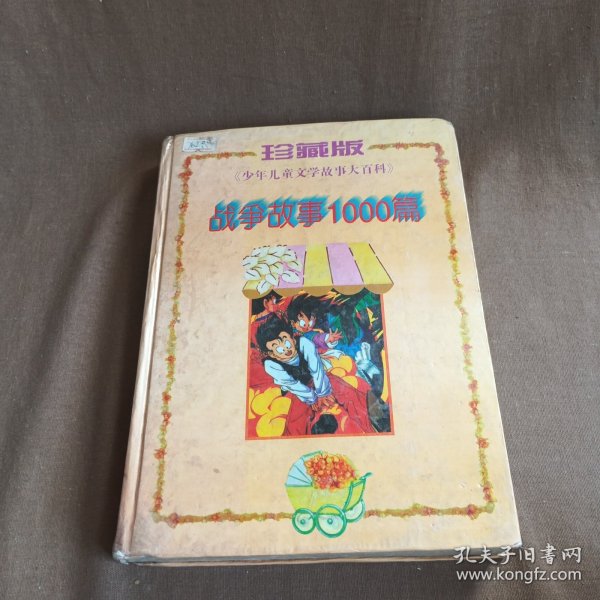 珍藏版
《少年儿童文学故事大百科》
战争故事1000篇
孔夫子旧书网
www.kongfz.com